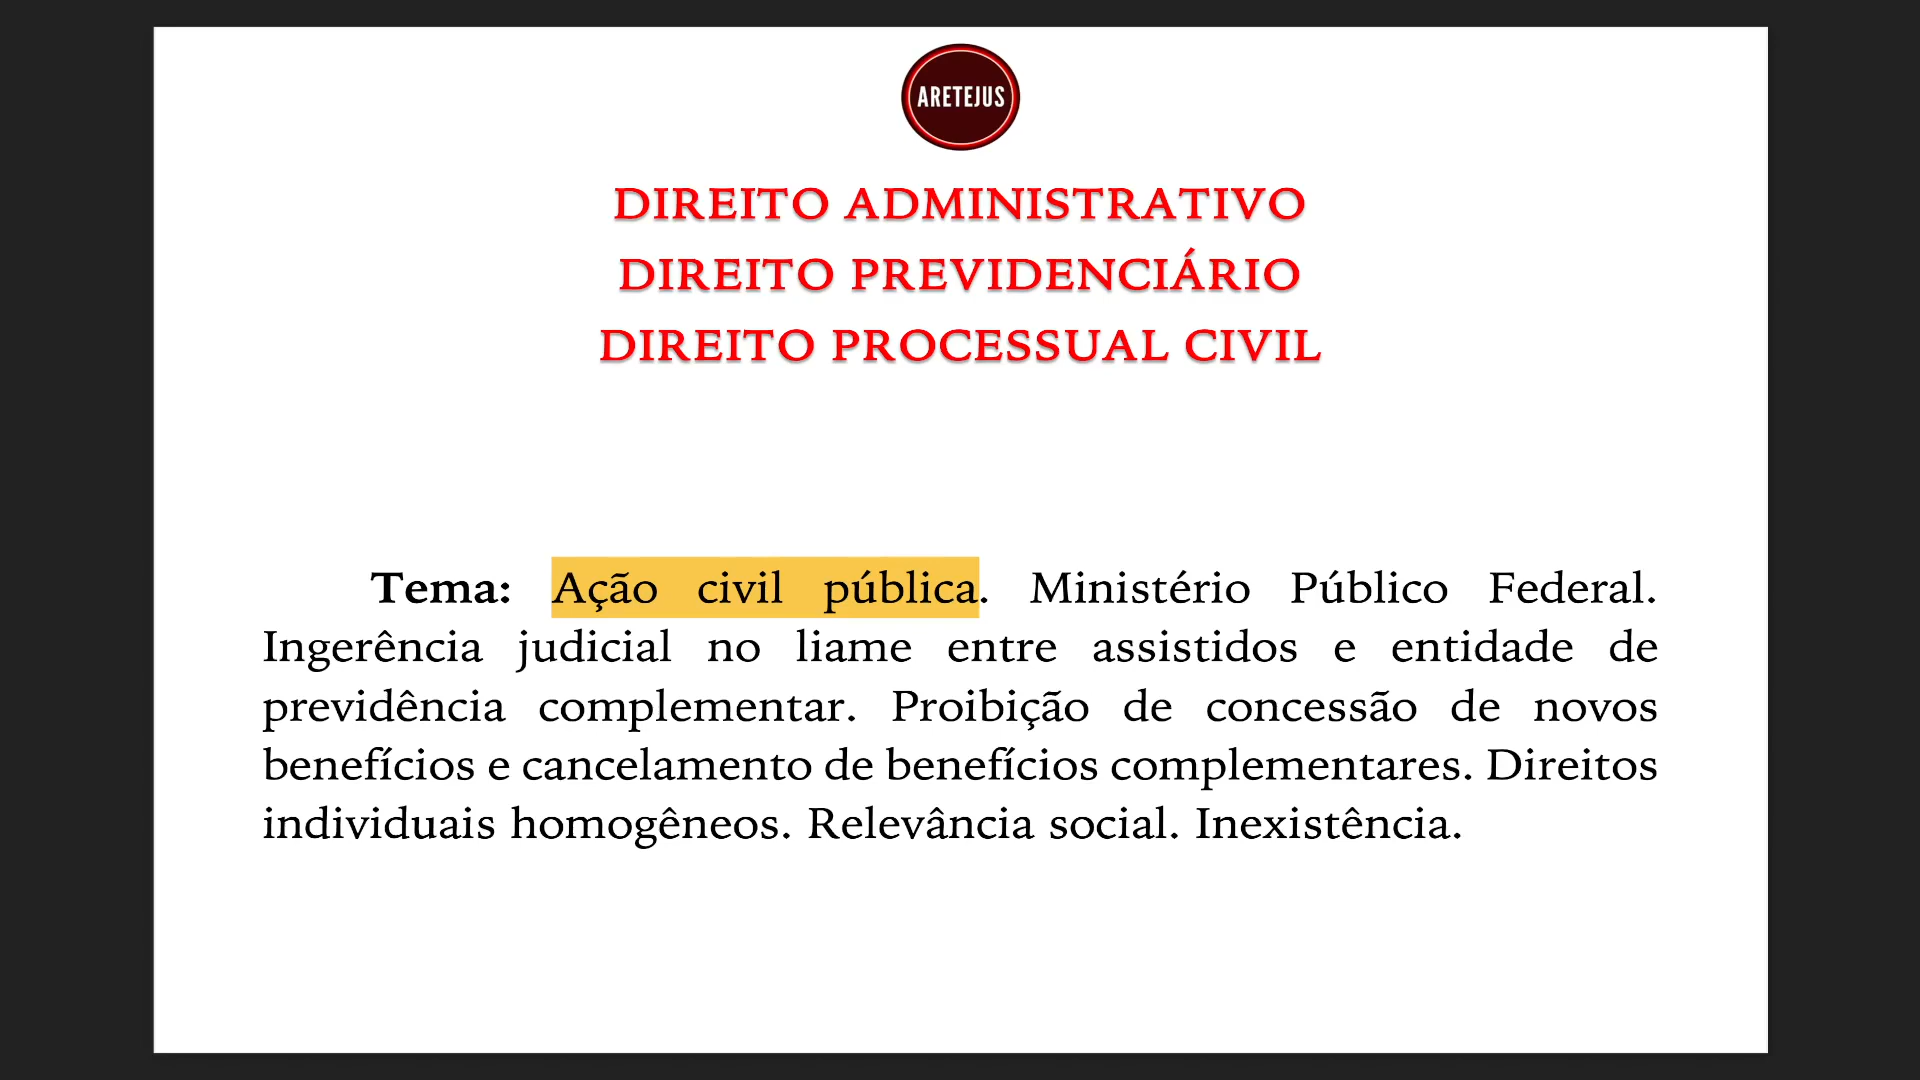 ARETEJUS
DIREITO ADMINISTRATIVO
DIREITO PREVIDENCIÁRIO
DIREITO PROCESSUAL CIVIL
Tema: Ação civil pública. Ministério Público Federal.
Ingerência judicial no liame entre assistidos e entidade de
previdência complementar. Proibição de concessão de novos
benefícios e cancelamento de benefícios complementares. Direitos
individuais homogêneos. Relevância social. Inexistência.